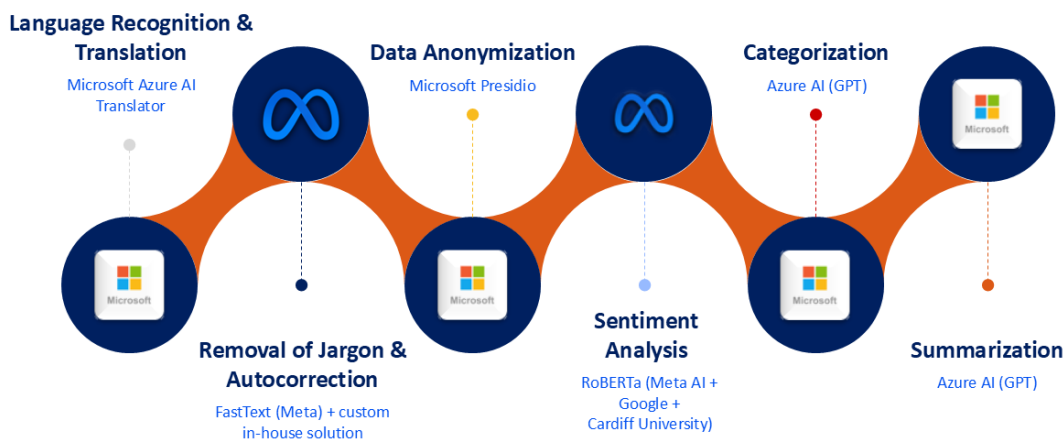 Language Recognition &
Translation
Microsoft Azure AI
Translator
Microsoft
Removal of Jargon &
Autocorrection
FastText (Meta) + custom
in-house solution
Data Anonymization
Microsoft Presidio
Microsoft
Sentiment
Analysis
RoBERTa (Meta AI +
Google +
Cardiff University)
Categorization
Azure AI (GPT)
Microsoft
Microsoft
Summarization
Azure AI (GPT)